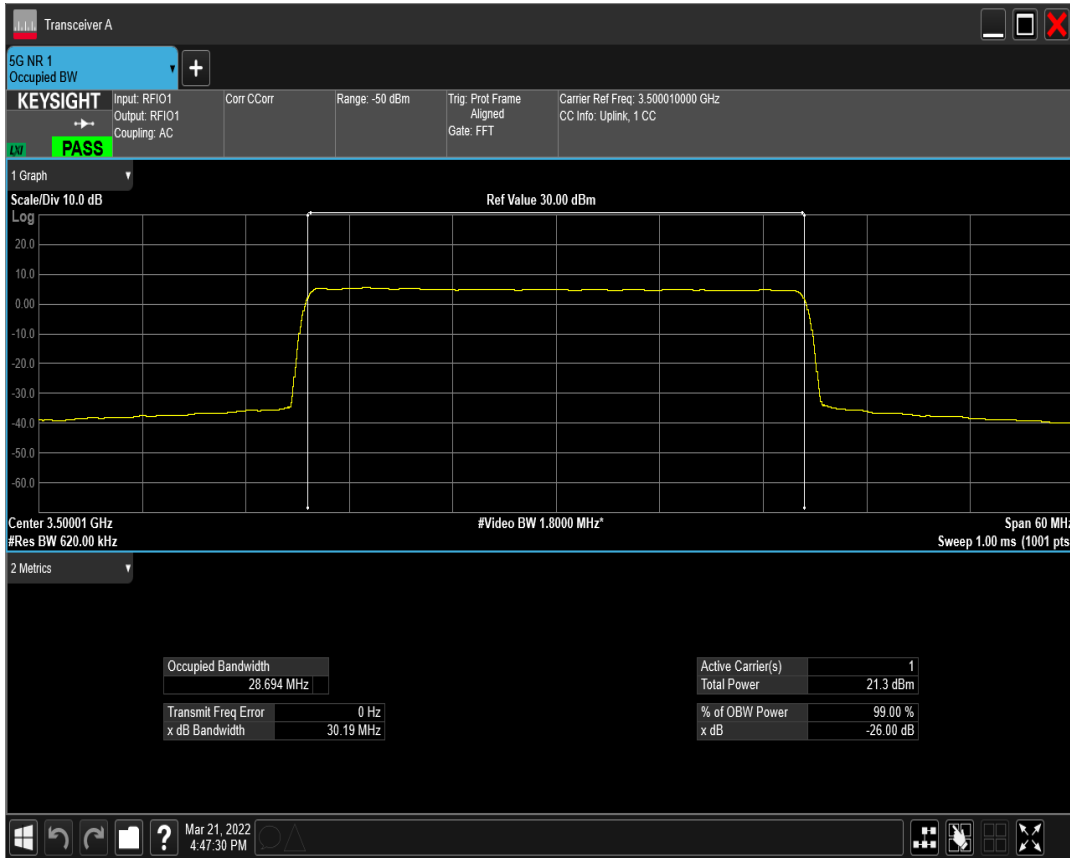 Transceiver A
5G NR 1
Occupied BW
+
KEYSIGHT
LXI
PASS
Input: RFIO1
Output: RFIO1
Coupling: AC
Corr CCorr
Range: -50 dBm
Trig: Prot Frame
Aligned
Gate: FFT
Carrier Ref Freq: 3.500010000 GHz
CC Info: Uplink, 1 CC
1 Graph
Scale/Div 10.0 dB
Ref Value 30.00 dBm
Log
20.0
10.0
0.00
-10.0
-20.0
-30.0
-40.0
-50.0
-60.0
Center 3.50001 GHz
#Video BW 1.8000 MHz*
Span 60 MHz
#Res BW 620.00 kHz
Sweep 1.00 ms (1001 pts
2 Metrics
Occupied Bandwidth
28.694 MHz
Transmit Freq Error 0 Hz
x dB Bandwidth 30.19 MHz
Active Carrier(s) 1
Total Power 21.3 dBm
% of OBW Power 99.00 %
x dB -26.00 dB
?
Mar 21, 2022
4:47:30 PM